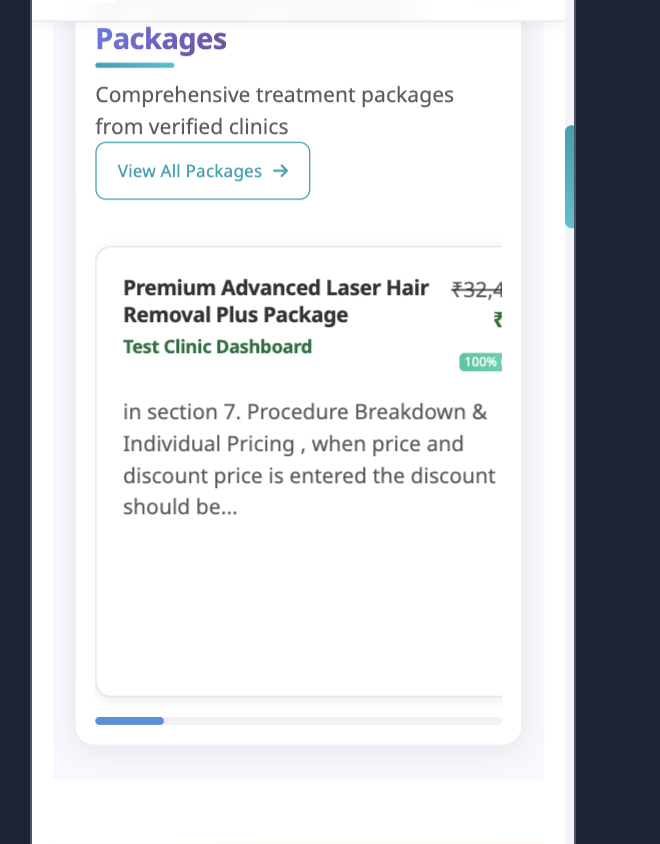 Packages
Comprehensive treatment packages
from verified clinics
View All Packages →
Premium Advanced Laser Hair
Removal Plus Package
₹32,4
₹
Test Clinic Dashboard
100%
in section 7. Procedure Breakdown &
Individual Pricing , when price and
discount price is entered the discount
should be...